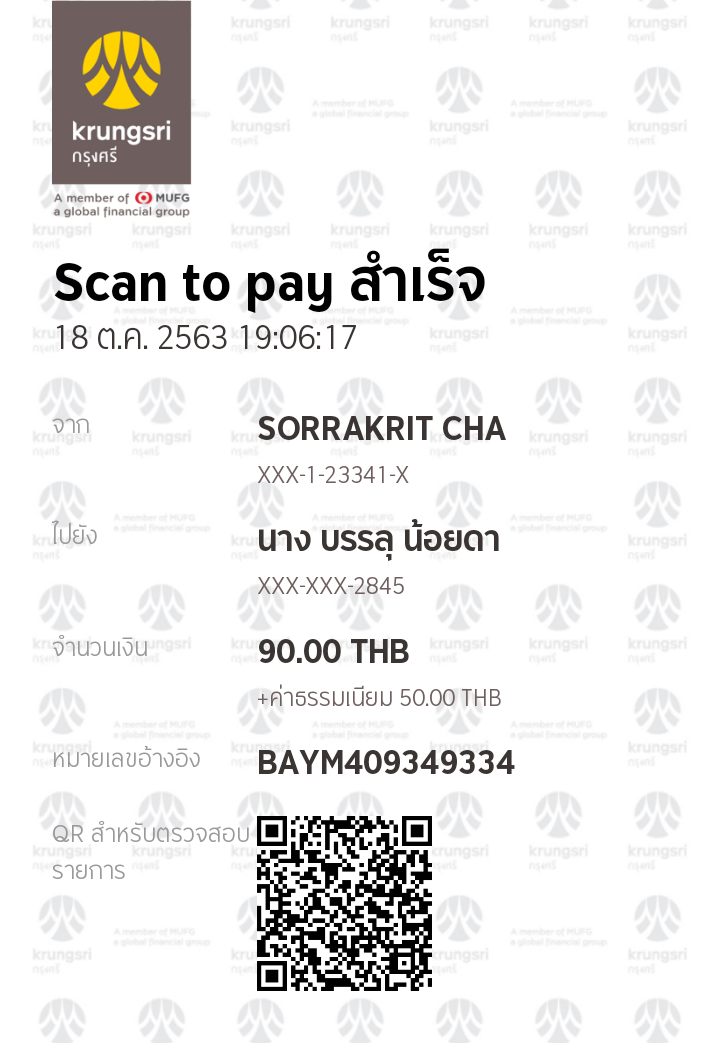 krungsri
กรุงศรี
A member of MUFG
a global financial group
Scan to pay สำเร็จ
18 ต.ค. 2563 19:06:17
จาก
SORRAKRIT CHA
XXX-1-23341-X
ไปยัง
นาง บรรลุ น้อยดา
XXX-XXX-2845
จำนวนเงิน
90.00 THB
+ค่าธรรมเนียม 50.00 THB
หมายเลขอ้างอิง
BAYM409349334
QR สำหรับตรวจสอบ
รายการ